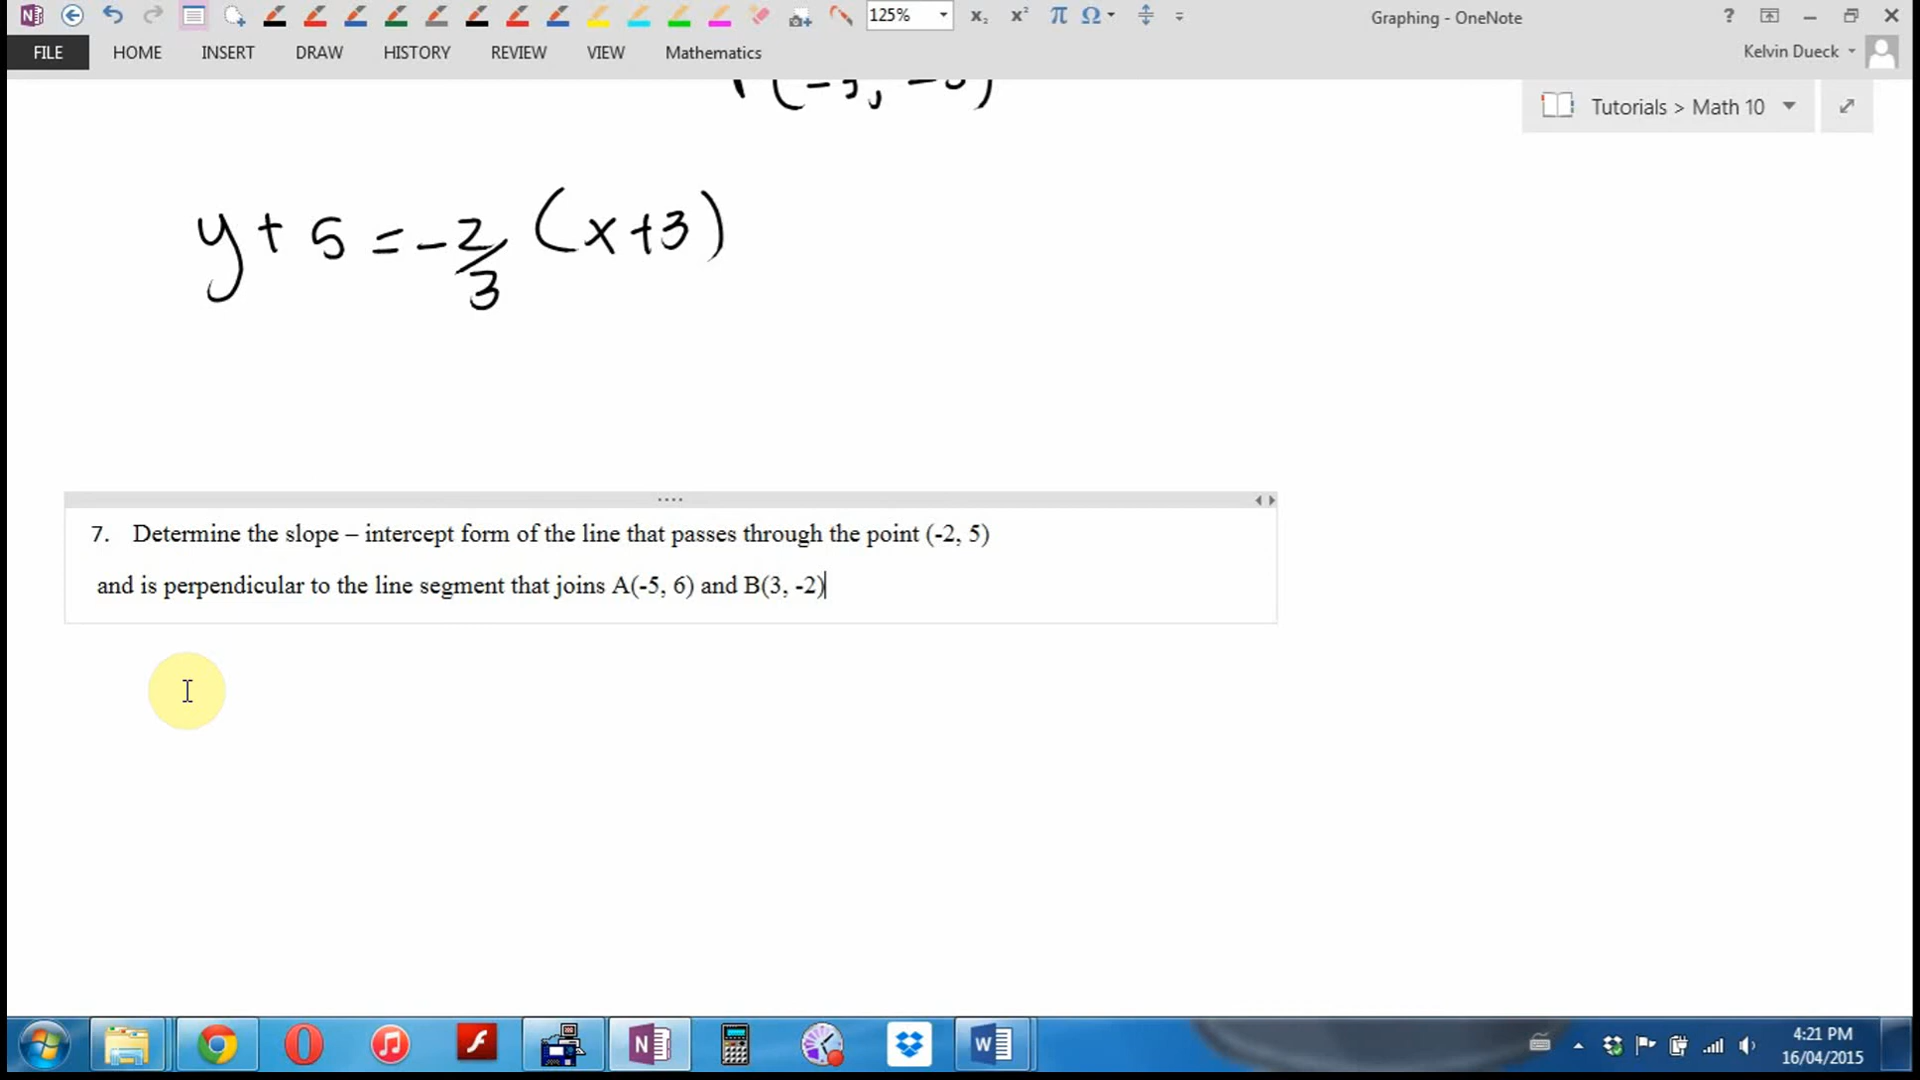 125%
x₂ x² π Ω
Graphing - OneNote
?
FILE HOME INSERT DRAW HISTORY REVIEW VIEW Mathematics
Kelvin Dueck
Tutorials > Math 10
y + 5 = -2/3 (x+3)
7. Determine the slope – intercept form of the line that passes through the point (-2, 5)
and is perpendicular to the line segment that joins A(-5, 6) and B(3, -2)
4:21 PM
16/04/2015